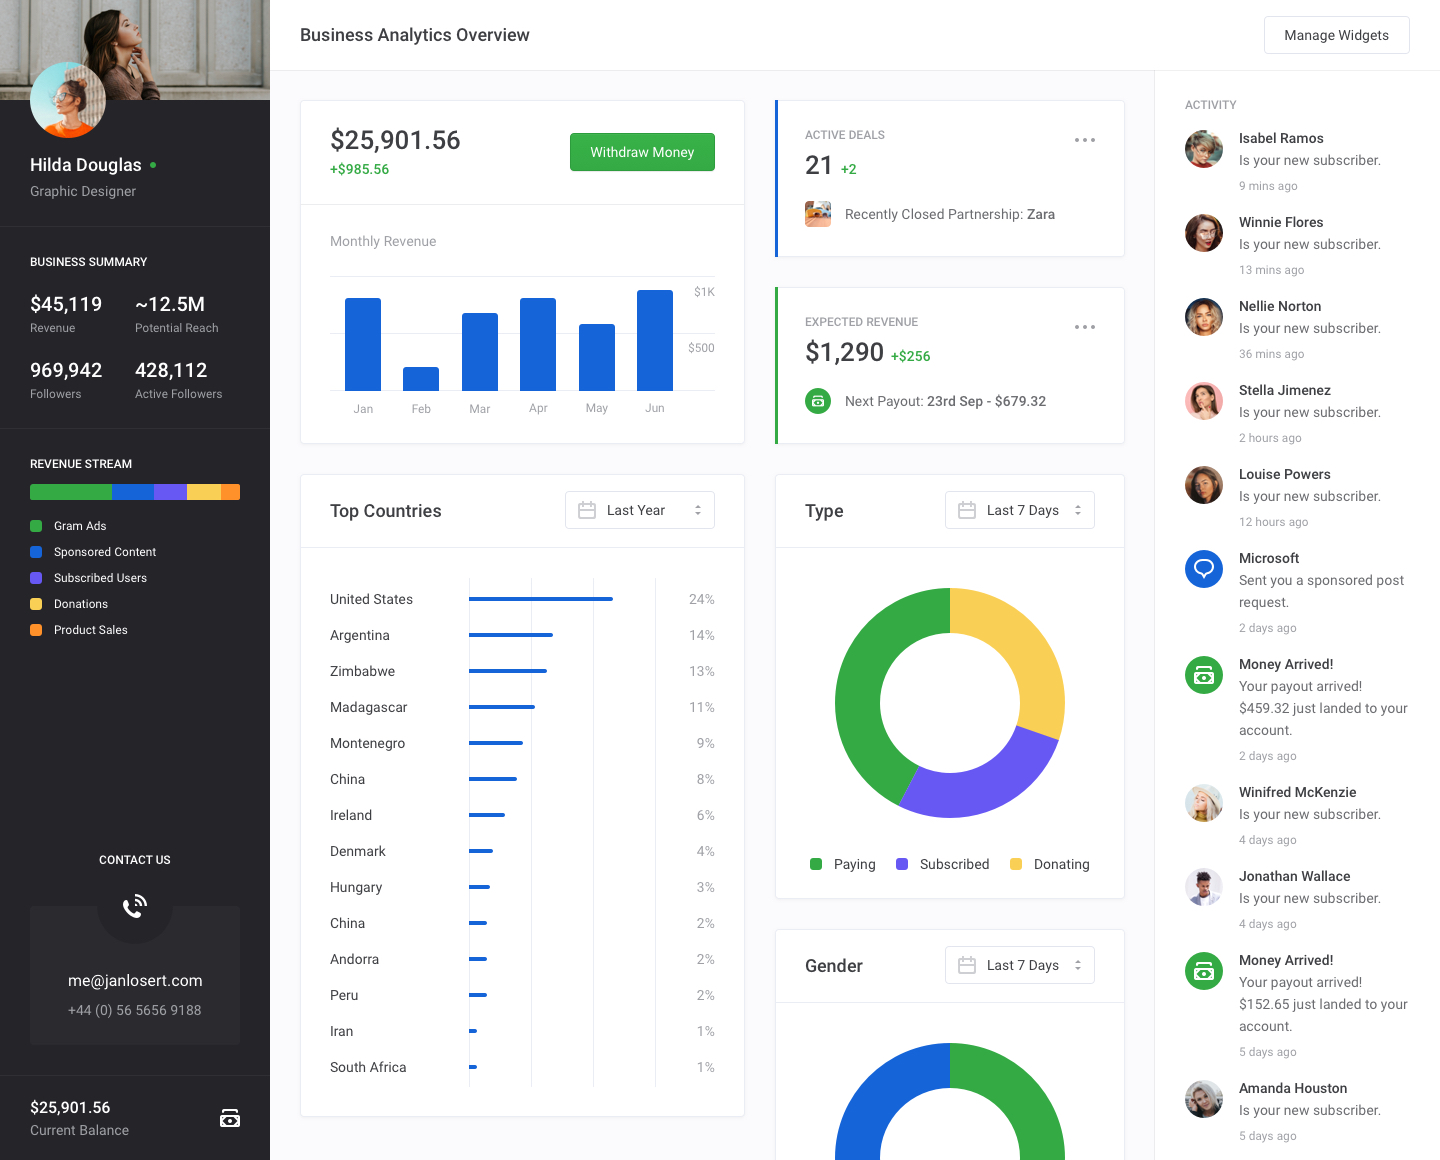 Hilda Douglas
Graphic Designer
BUSINESS SUMMARY
$45,119
~12.5M
Revenue
Potential Reach
969,942
428,112
Followers
Active Followers
REVENUE STREAM
Gram Ads
Sponsored Content
Subscribed Users
Donations
Product Sales
CONTACT US
me@janlosert.com
+44 (0) 56 5656 9188
$25,901.56
Current Balance
Business Analytics Overview
Manage Widgets
$25,901.56
+$985.56
Withdraw Money
Monthly Revenue
$1K
$500
Jan
Feb
Mar
Apr
May
Jun
ACTIVE DEALS
21 +2
Recently Closed Partnership: Zara
EXPECTED REVENUE
$1,290 +$256
Next Payout: 23rd Sep - $679.32
Top Countries
Last Year
United States 24%
Argentina 14%
Zimbabwe 13%
Madagascar 11%
Montenegro 9%
China 8%
Ireland 6%
Denmark 4%
Hungary 3%
China 2%
Andorra 2%
Peru 2%
Iran 1%
South Africa 1%
Type
Last 7 Days
Paying
Subscribed
Donating
Gender
Last 7 Days
ACTIVITY
Isabel Ramos
Is your new subscriber.
9 mins ago
Winnie Flores
Is your new subscriber.
13 mins ago
Nellie Norton
Is your new subscriber.
36 mins ago
Stella Jimenez
Is your new subscriber.
2 hours ago
Louise Powers
Is your new subscriber.
12 hours ago
Microsoft
Sent you a sponsored post
request.
2 days ago
Money Arrived!
Your payout arrived!
$459.32 just landed to your
account.
2 days ago
Winifred McKenzie
Is your new subscriber.
4 days ago
Jonathan Wallace
Is your new subscriber.
4 days ago
Money Arrived!
Your payout arrived!
$152.65 just landed to your
account.
5 days ago
Amanda Houston
Is your new subscriber.
5 days ago